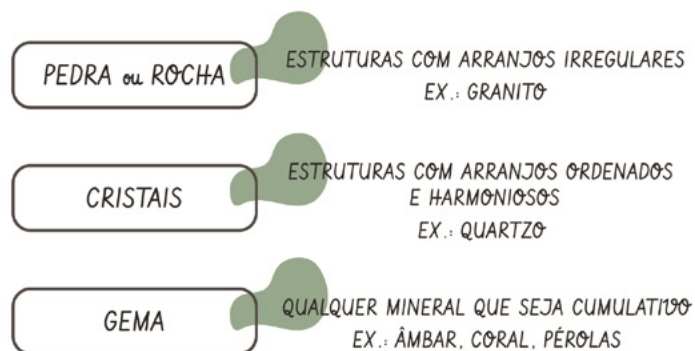 PEDRA ou ROCHA
ESTRUTURAS COM ARRANJOS IRREGULARES
EX.: GRANITO
CRISTAIS
ESTRUTURAS COM ARRANJOS ORDENADOS
E HARMONIOSOS
EX.: QUARTZO
GEMA
QUALQUER MINERAL QUE SEJA CUMULATIVO
EX.: ÂMBAR, CORAL, PÉROLAS